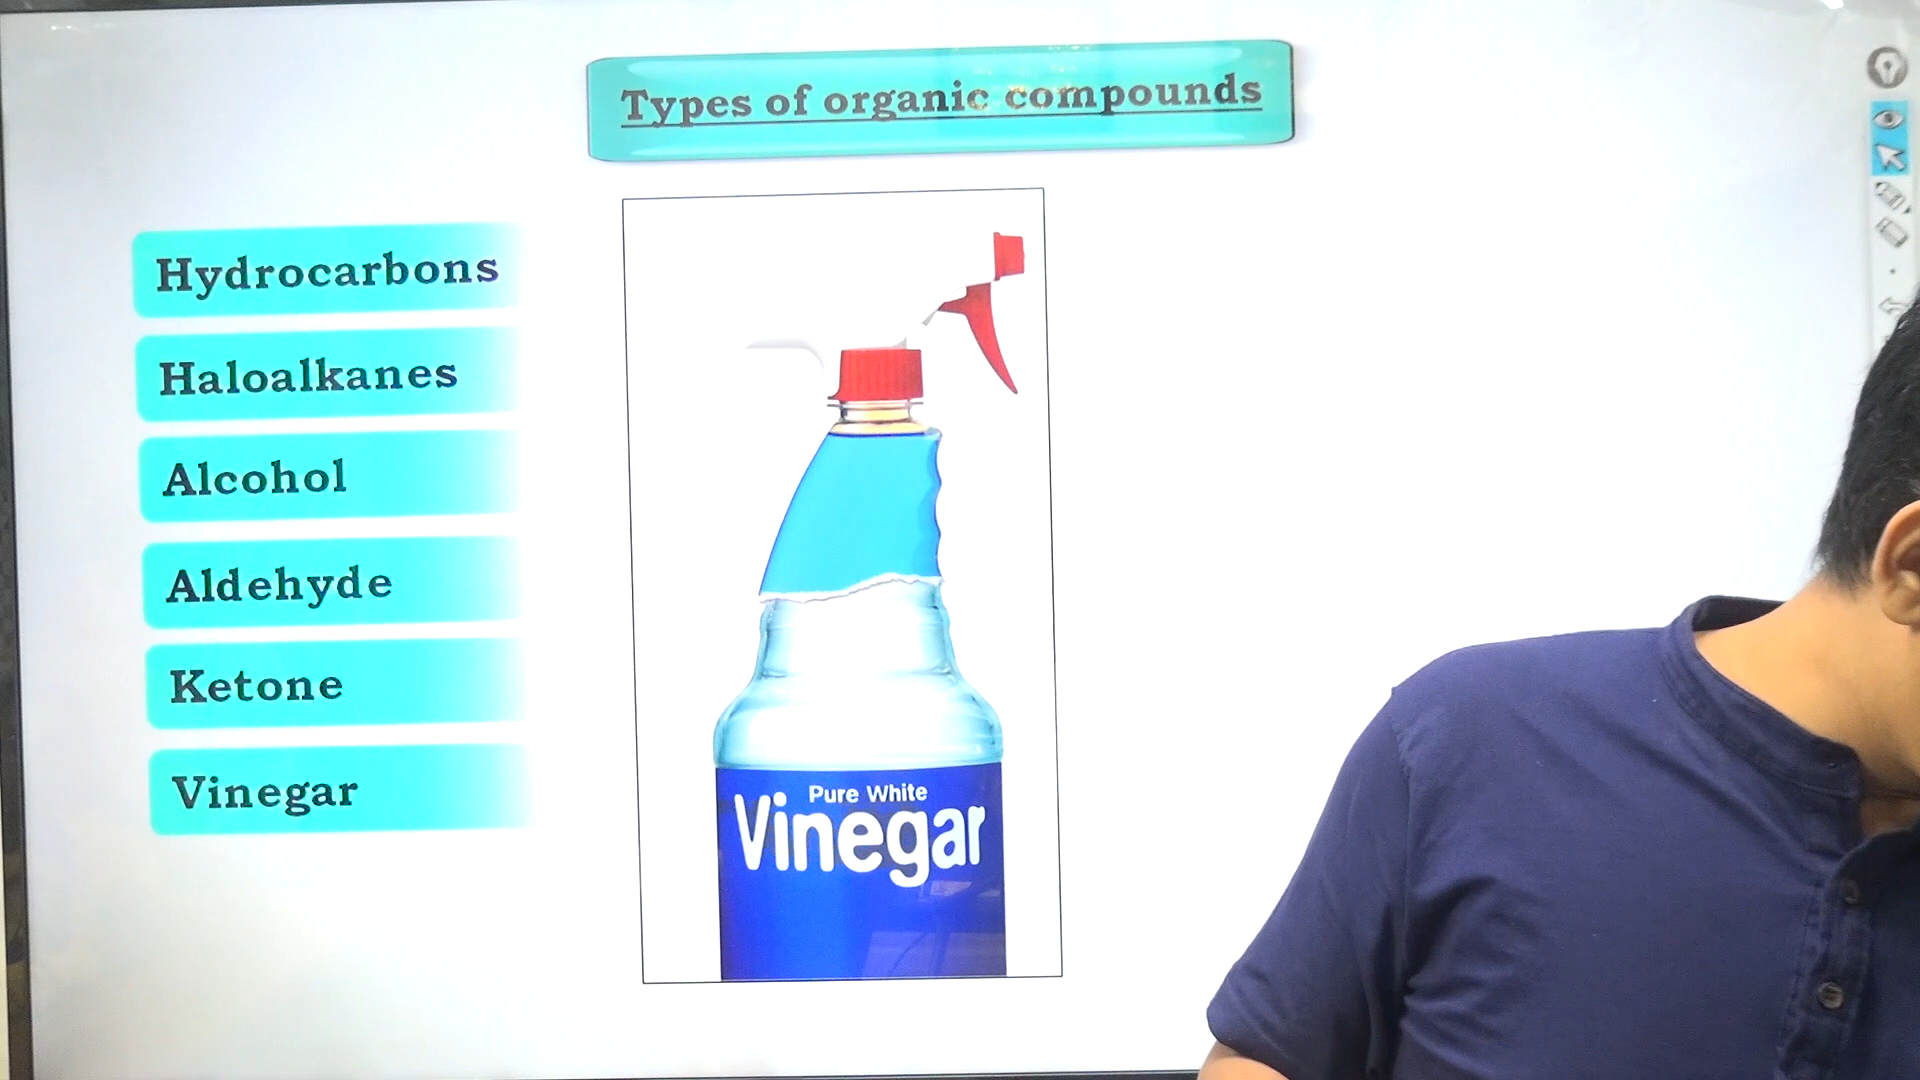 Types of organic compounds
Hydrocarbons
Haloalkanes
Alcohol
Aldehyde
Ketone
Vinegar
Pure White
Vinegar